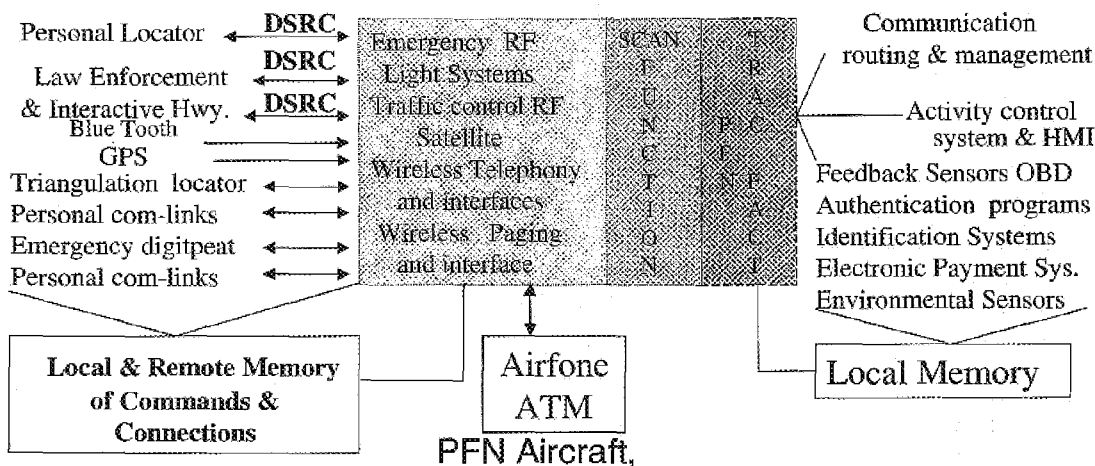 Personal Locator
DSRC
Law Enforcement
& Interactive Hwy.
DSRC
DSRC
Blue Tooth
GPS
Triangulation locator
Personal com-links
Emergency digitpeat
Personal com-links
Local & Remote Memory
of Commands &
Connections
Emergency RF
Light Systems
Traffic control RF
Satellite
Wireless Telephony
and interfaces
Wireless Paging
and interface
SCAN
FUNCTION
PFN
TRAC
FACT
Airfone
ATM
PFN Aircraft,
Communication
routing & management
Activity control
system & HMI
Feedback Sensors OBD
Authentication programs
Identification Systems
Electronic Payment Sys.
Environmental Sensors
Local Memory